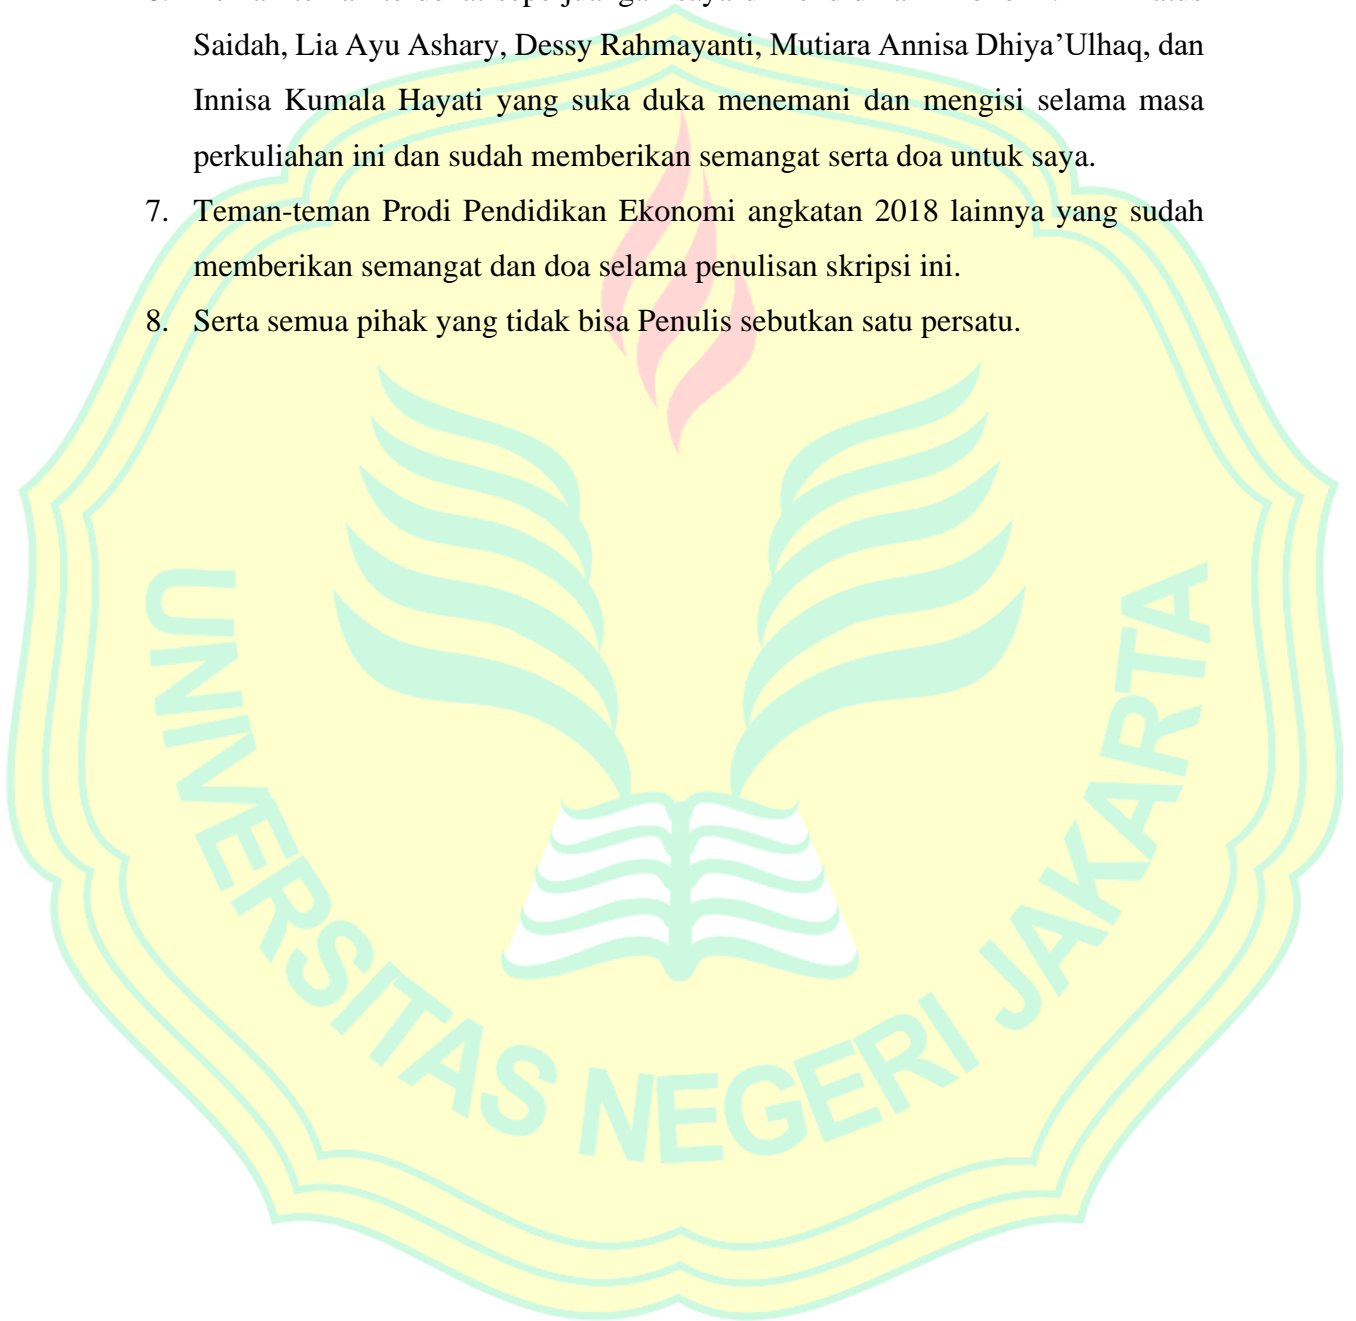 Saidah, Lia Ayu Ashary, Dessy Rahmayanti, Mutiara Annisa Dhiya’Ulhaq, dan
Innisa Kumala Hayati yang suka duka menemani dan mengisi selama masa
perkuliahan ini dan sudah memberikan semangat serta doa untuk saya.
7. Teman-teman Prodi Pendidikan Ekonomi angkatan 2018 lainnya yang sudah
memberikan semangat dan doa selama penulisan skripsi ini.
8. Serta semua pihak yang tidak bisa Penulis sebutkan satu persatu.
UNIVERSITAS NEGERI JAKARTA